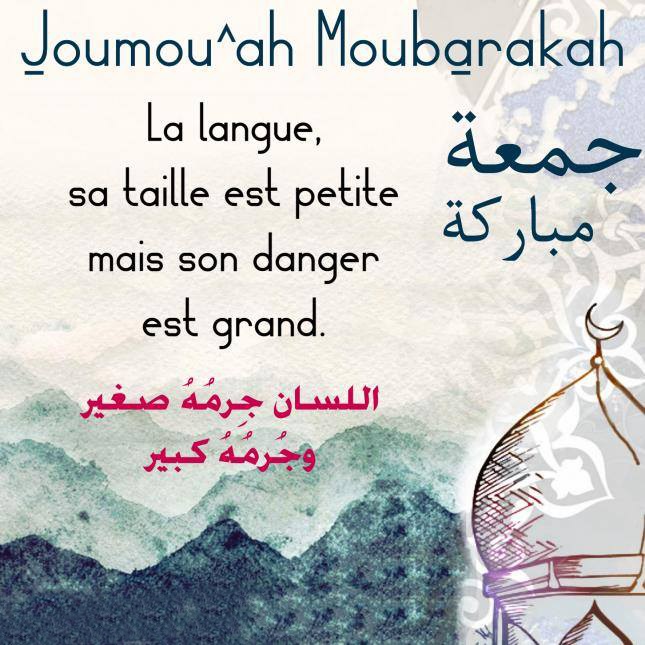 Joumou^ah Moubarakah
La langue,
sa taille est petite
mais son danger
est grand.
جمعة
مباركة
اللسان جِرمُهُ صغير
وجُرمُهُ كبير